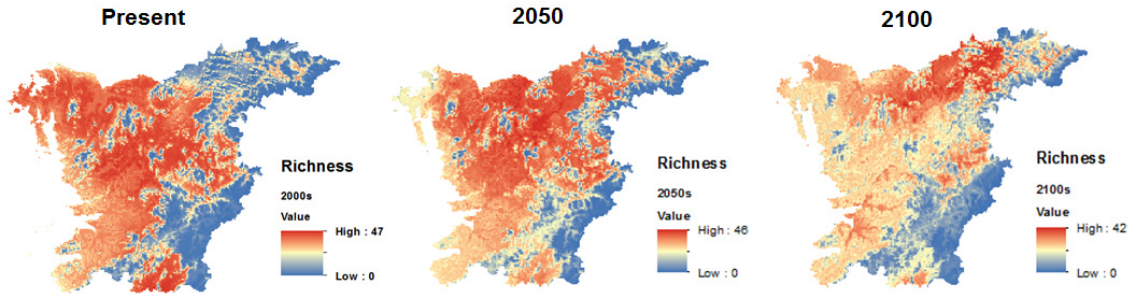 Present
2050
2100
Richness
2000s
Value
High : 47
Low : 0
Richness
2050s
Value
High : 46
Low : 0
Richness
2100s
Value
High : 42
Low : 0